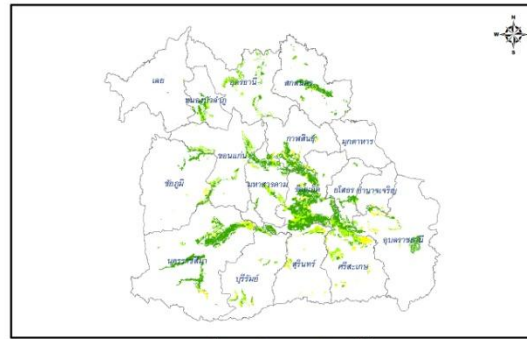 N
W E
S
เลย
อุดรธานี
สกลนคร
หนองบัวลำภู
กาฬสินธุ์
มุกดาหาร
ขอนแก่น
ชัยภูมิ
มหาสารคาม
ร้อยเอ็ด
ยโสธร
อำนาจเจริญ
อุบลราชธานี
นครราชสีมา
บุรีรัมย์
สุรินทร์
ศรีสะเกษ